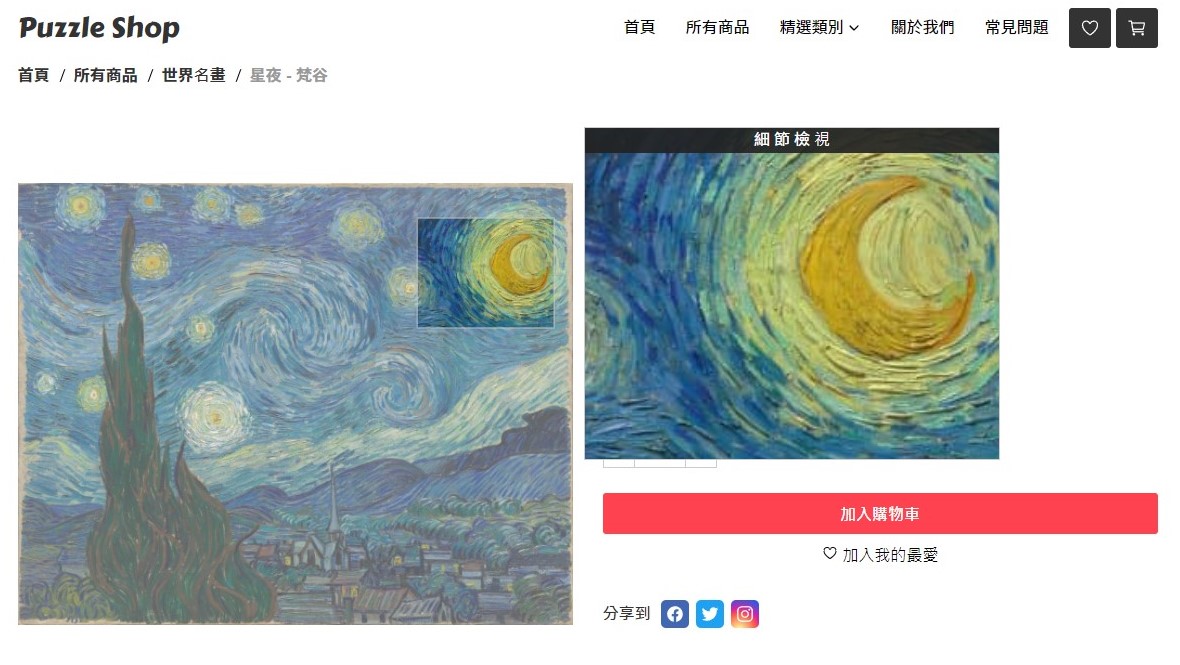 Puzzle Shop
首頁 所有商品 精選類別 關於我們 常見問題
首頁 / 所有商品 / 世界名畫 / 星夜 - 梵谷
細節檢視
加入購物車
加入我的最愛
分享到